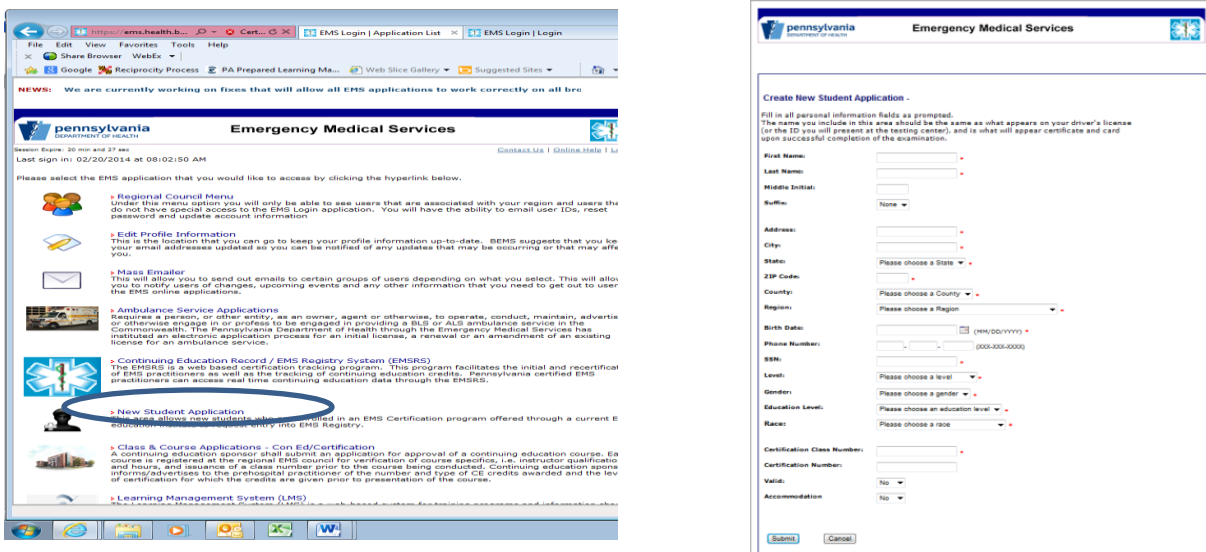 https://ems.health.b...
Cert...
EMS Login | Application List
EMS Login | Login
File Edit View Favorites Tools Help
Share Browser WebEx
Google Reciprocity Process PA Prepared Learning Ma... Web Slice Gallery Suggested Sites
NEWS: We are currently working on fixes that will allow all EMS applications to work correctly on all bro
pennsylvania
DEPARTMENT OF HEALTH
Emergency Medical Services
Session Expire: 20 min and 27 sec
Contact Us | Online Help |
Last sign in: 02/20/2014 at 08:02:50 AM
Please select the EMS application that you would like to access by clicking the hyperlink below.
Regional Council Menu
This menu option you will only be able to see users that are associated with your region and users tha
do not have special access to the EMS Login application. You will have the ability to email user IDs, reset
password and update account information
Edit Profile Information
This is the location that you can go to keep your profile information up-to-date. BEMS suggests that you ke
your email addresses updated so you can be notified of any updates that may be occurring or that may affe
you.
Mass Emailer
This will allow you to send out emails to certain groups of users depending on what you select. This will allo
you to notify users of changes, upcoming events and any other information that you need to get out to user
the EMS online applications.
Ambulance Service Applications
Requires a person, or other entity, as an owner, agent or otherwise, to operate, conduct, maintain, advertis
or otherwise engage in or profess to be engaged in providing a BLS or ALS ambulance service in the
Commonwealth. The Pennsylvania Department of Health through the Emergency Medical Services has
instituted an electronic application process for an initial license, a renewal or an amendment of an existing
license for an ambulance service.
Continuing Education Record / EMS Registry System (EMSRS)
The EMSRS is a web based certification tracking program. This program facilitates the initial and recertificat
of EMS practitioners as well as the tracking of continuing education credits. Pennsylvania certified EMS
practitioners can access real time continuing education data through the EMSRS.
New Student Application
This area allows new students who are enrolled in an EMS Certification program offered through a current E
education institute to request entry into EMS Registry.
Class & Course Applications - Con Ed/Certification
A continuing education sponsor shall submit an application for approval of a continuing education course. Ea
course is registered at the regional EMS council for verification of course specifics, i.e. instructor qualificatio
and hours, and issuance of a class number prior to the course being conducted. Continuing education spons
informs/advertises to the prehospital practitioner of the number and type of CE credits awarded and the lev
of certification for which the credits are given prior to presentation of the course.
Learning Management System (LMS)
pennsylvania
DEPARTMENT OF HEALTH
Emergency Medical Services
Create New Student Application -
Fill in all personal information fields as prompted.
The name you include in this area should be the same as what appears on your driver's license
(or the ID you will present at the testing center), and is what will appear certificate and card
upon successful completion of the examination.
First Name: *
Last Name: *
Middle Initial:
Suffix: None
Address: *
City: *
State: Please choose a State *
ZIP Code: *
County: Please choose a County *
Region: Please choose a Region *
Birth Date: (MM/DD/YYYY) *
Phone Number: - - (XXX-XXX-XXXX)
SSN: *
Level: Please choose a level *
Gender: Please choose a gender *
Education Level: Please choose an education level *
Race: Please choose a race *
Certification Class Number: *
Certification Number:
Valid: No
Accommodation No
Submit Cancel